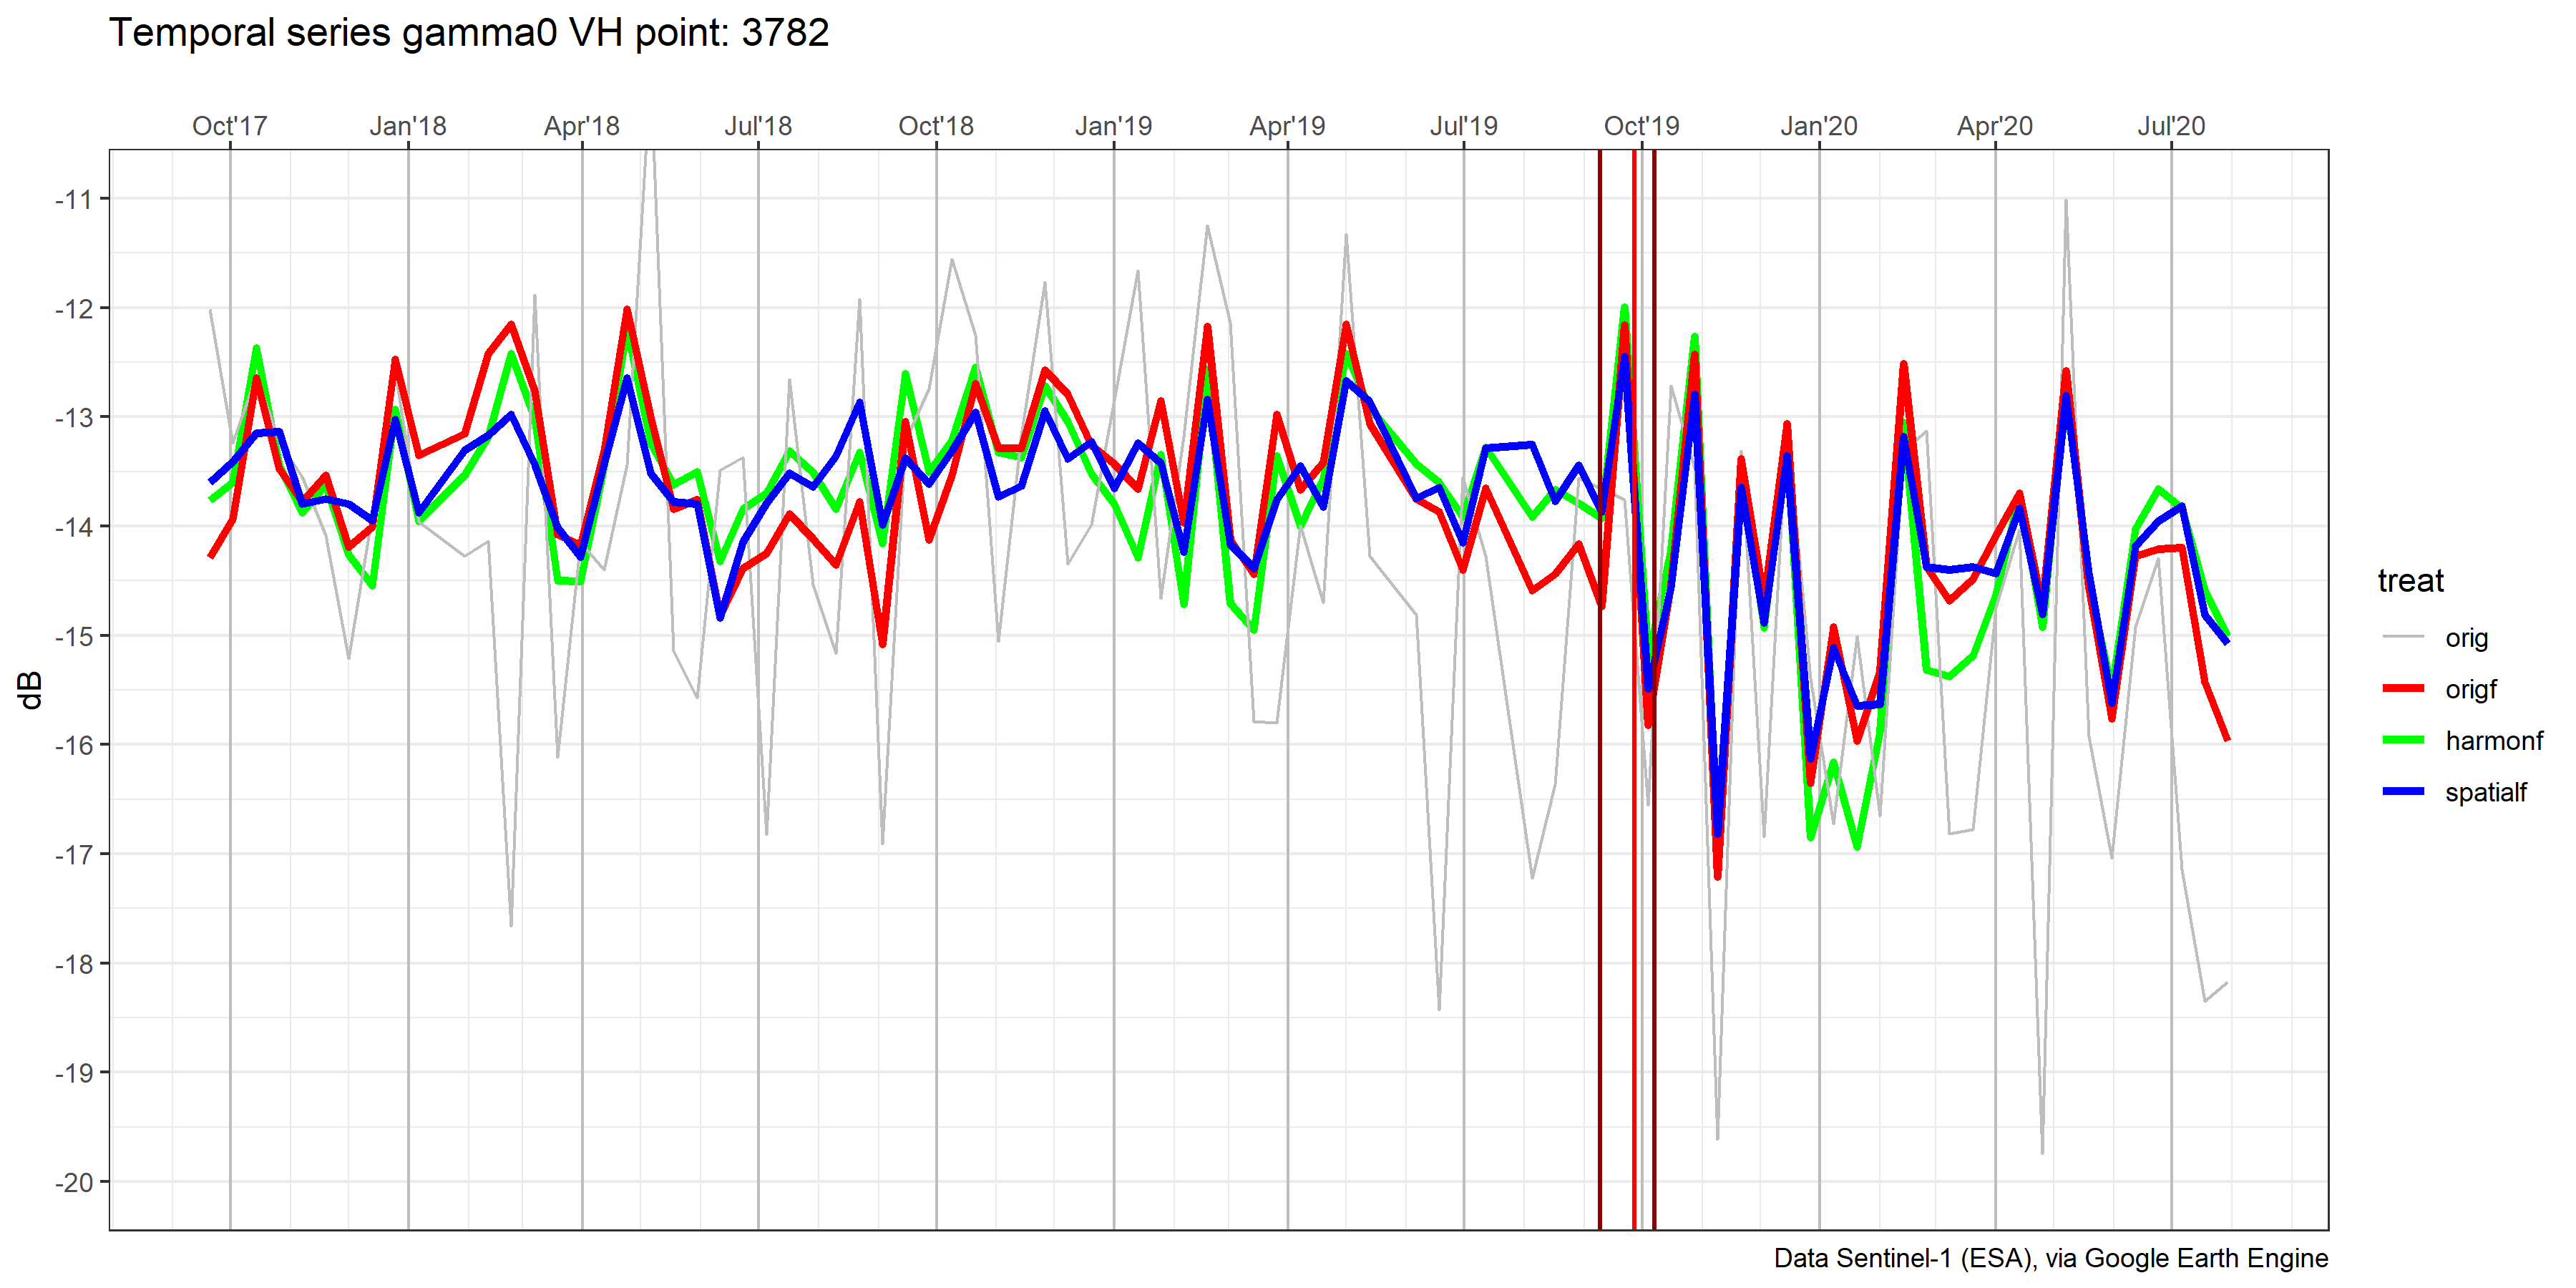 Temporal series gamma0 VH point: 3782
Oct'17 Jan'18 Apr'18 Jul'18 Oct'18 Jan'19 Apr'19 Jul'19 Oct'19 Jan'20 Apr'20 Jul'20
-11
-12
-13
-14
-15
-16
-17
-18
-19
-20
dB
treat
orig
origf
harmonf
spatialf
Data Sentinel-1 (ESA), via Google Earth Engine